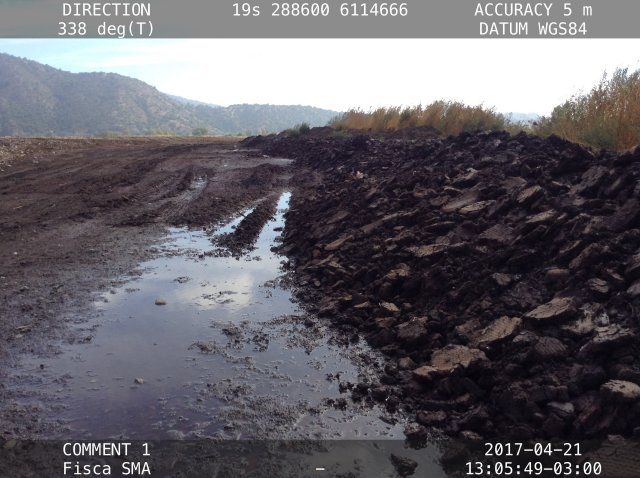 DIRECTION
338 deg(T)
19s 288600 6114666
ACCURACY 5 m
DATUM WGS84
COMMENT 1
Fisca SMA
-
2017-04-21
13:05:49-03:00